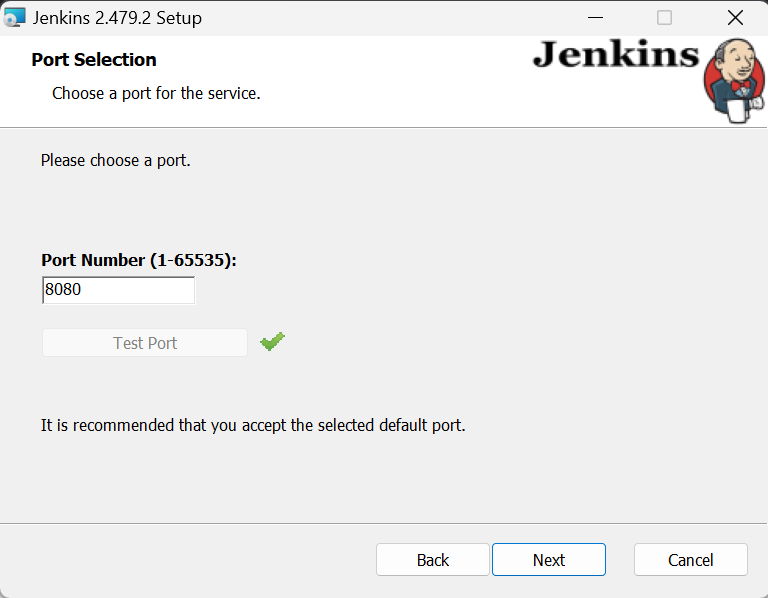 Jenkins 2.479.2 Setup
Port Selection
Jenkins
Choose a port for the service.
Please choose a port.
Port Number (1-65535):
8080
Test Port
It is recommended that you accept the selected default port.
Back
Next
Cancel